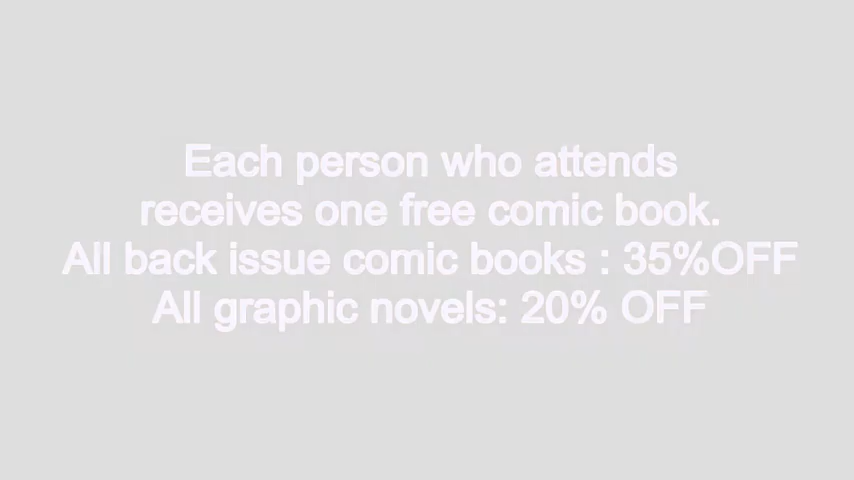 Each person who attends
receives one free comic book.
All back issue comic books : 35%OFF
All graphic novels: 20% OFF